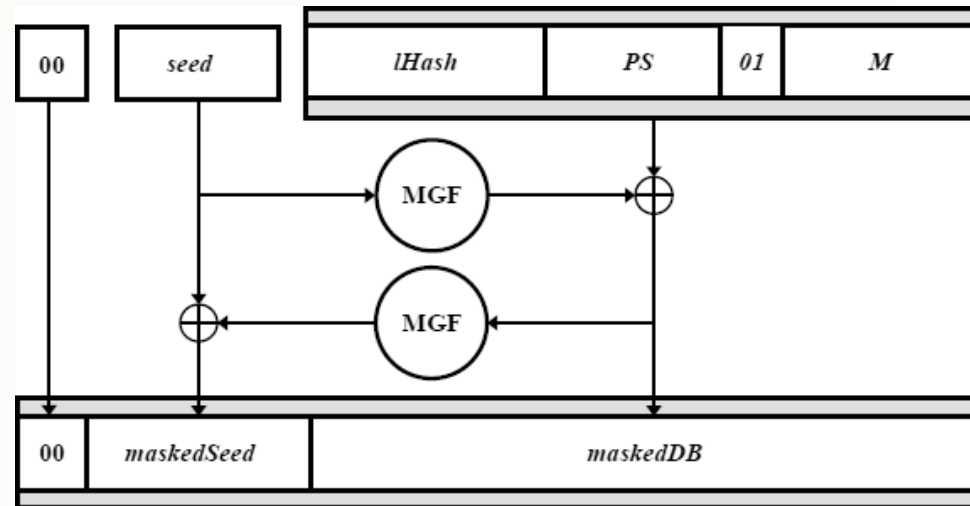 00 seed lHash PS 01 M
MGF
MGF
00 maskedSeed maskedDB